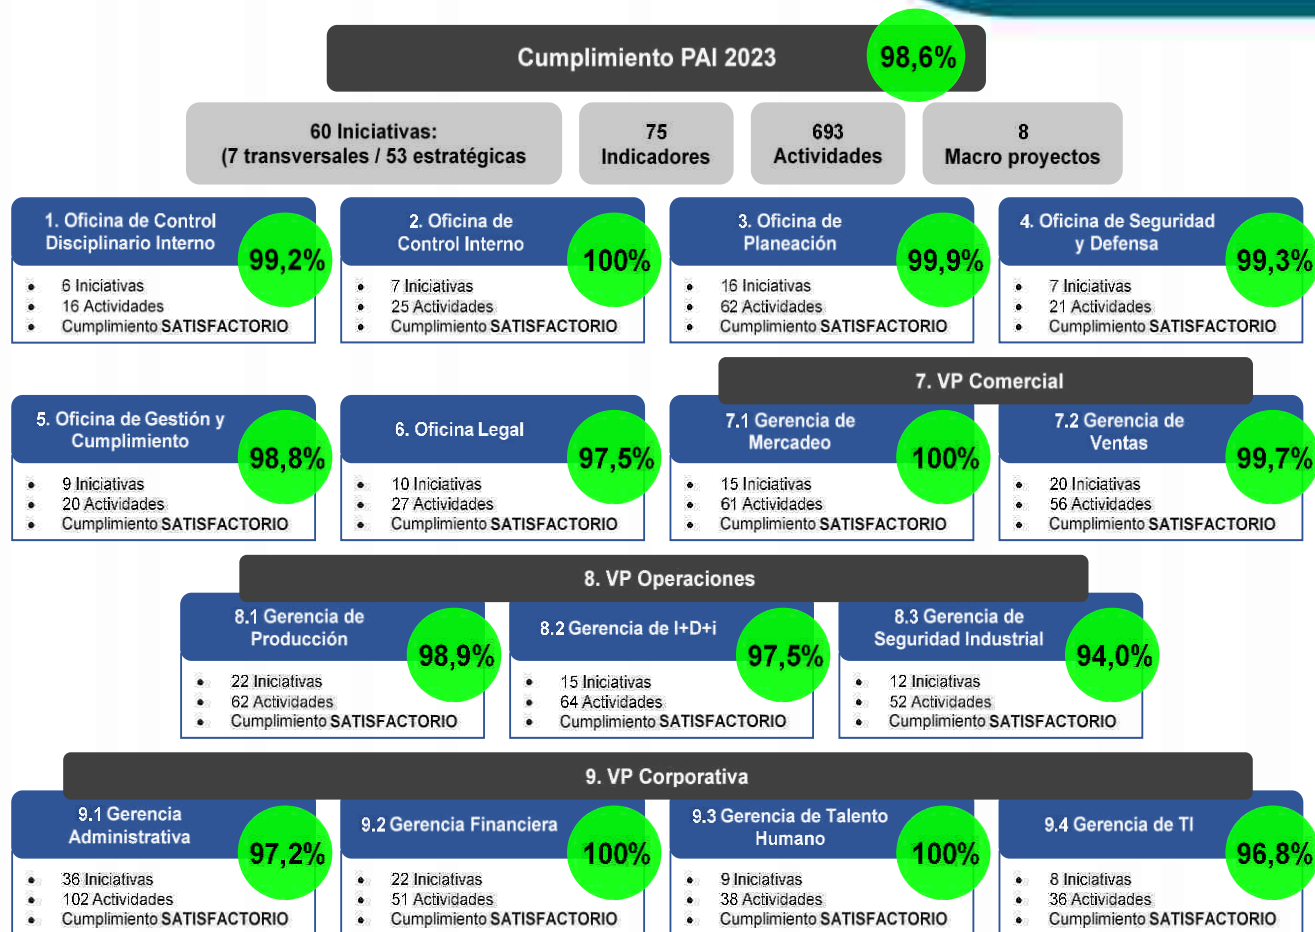 Cumplimiento PAI 2023
98,6%
60 Iniciativas:
(7 transversales / 53 estratégicas
75
Indicadores
693
Actividades
8
Macro proyectos
1. Oficina de Control
Disciplinario Interno
99,2%
• 6 Iniciativas
• 16 Actividades
• Cumplimiento SATISFACTORIO
2. Oficina de
Control Interno
100%
• 7 Iniciativas
• 25 Actividades
• Cumplimiento SATISFACTORIO
3. Oficina de
Planeación
99,9%
• 16 Iniciativas
• 62 Actividades
• Cumplimiento SATISFACTORIO
4. Oficina de Seguridad
y Defensa
99,3%
• 7 Iniciativas
• 21 Actividades
• Cumplimiento SATISFACTORIO
5. Oficina de Gestión y
Cumplimiento
98,8%
• 9 Iniciativas
• 20 Actividades
• Cumplimiento SATISFACTORIO
6. Oficina Legal
97,5%
• 10 Iniciativas
• 27 Actividades
• Cumplimiento SATISFACTORIO
7. VP Comercial
7.1 Gerencia de
Mercadeo
100%
• 15 Iniciativas
• 61 Actividades
• Cumplimiento SATISFACTORIO
7.2 Gerencia de
Ventas
99,7%
• 20 Iniciativas
• 56 Actividades
• Cumplimiento SATISFACTORIO
8. VP Operaciones
8.1 Gerencia de
Producción
98,9%
• 22 Iniciativas
• 62 Actividades
• Cumplimiento SATISFACTORIO
8.2 Gerencia de I+D+i
97,5%
• 15 Iniciativas
• 64 Actividades
• Cumplimiento SATISFACTORIO
8.3 Gerencia de
Seguridad Industrial
94,0%
• 12 Iniciativas
• 52 Actividades
• Cumplimiento SATISFACTORIO
9. VP Corporativa
9.1 Gerencia
Administrativa
97,2%
• 36 Iniciativas
• 102 Actividades
• Cumplimiento SATISFACTORIO
9.2 Gerencia Financiera
100%
• 22 Iniciativas
• 51 Actividades
• Cumplimiento SATISFACTORIO
9.3 Gerencia de Talento
Humano
100%
• 9 Iniciativas
• 38 Actividades
• Cumplimiento SATISFACTORIO
9.4 Gerencia de TI
96,8%
• 8 Iniciativas
• 36 Actividades
• Cumplimiento SATISFACTORIO